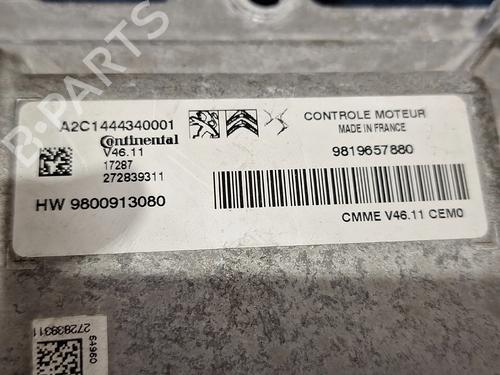 B-PARTS
A2C1444340001
Continental
V46.11
17287
272839311
HW 9800913080
CONTROLE MOTEUR
MADE IN FRANCE
9819657880
CMME V46.11 CEM0
64960
272839311